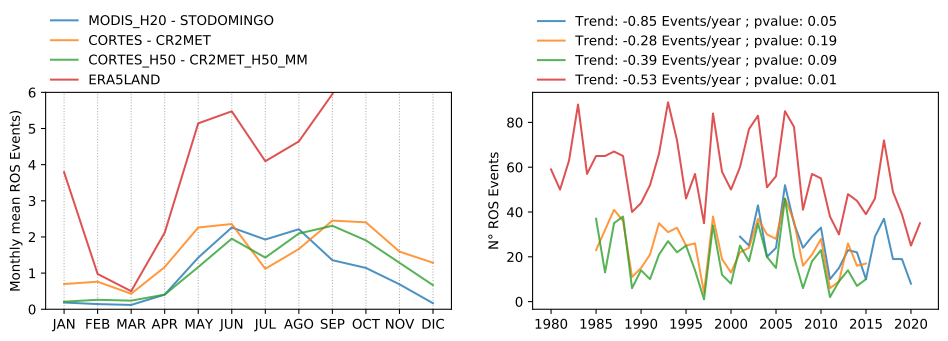 MODIS_H20 - STODOMINGO
CORTES - CR2MET
CORTES_H50 - CR2MET_H50_MM
ERA5LAND
Monthly mean ROS Events)
6
5
4
3
2
1
0
JAN FEB MAR APR MAY JUN JUL AGO SEP OCT NOV DIC
Trend: -0.85 Events/year ; pvalue: 0.05
Trend: -0.28 Events/year ; pvalue: 0.19
Trend: -0.39 Events/year ; pvalue: 0.09
Trend: -0.53 Events/year ; pvalue: 0.01
N° ROS Events
80
60
40
20
0
1980 1985 1990 1995 2000 2005 2010 2015 2020